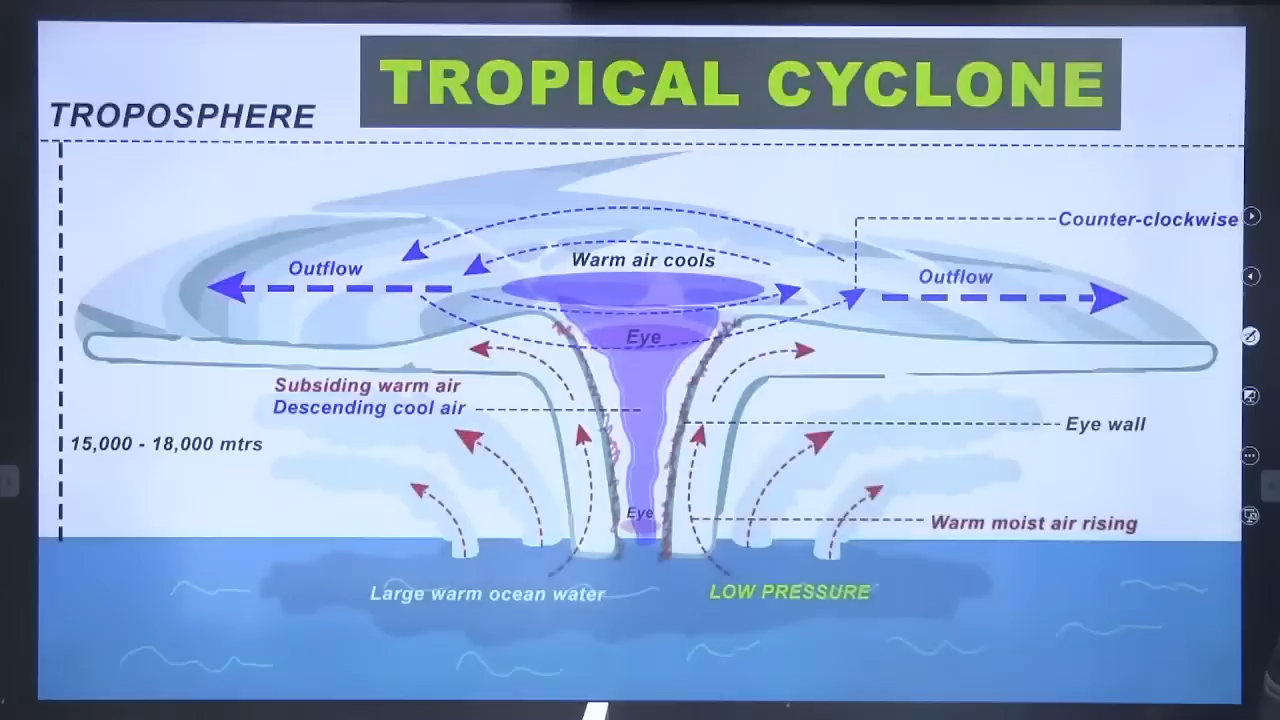 TROPICAL CYCLONE
TROPOSPHERE
Counter-clockwise
Warm air cools
Outflow
Outflow
Eye
Subsiding warm air
Descending cool air
Eye wall
15,000 - 18,000 mtrs
Eye
Warm moist air rising
Large warm ocean water
LOW PRESSURE